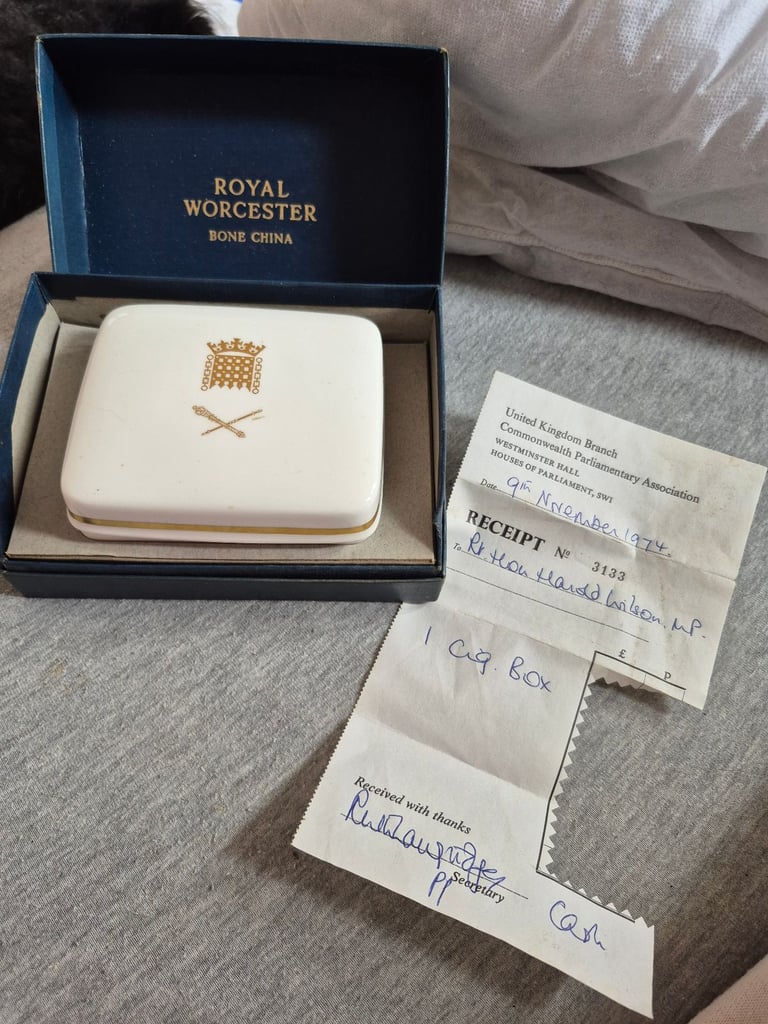 ROYAL
WORCESTER
BONE CHINA
United Kingdom Branch
Commonwealth Parliamentary Association
WESTMINSTER HALL
HOUSES OF PARLIAMENT, SW1
Date 9th November 1974.
RECEIPT No 3133
To Rt. Hon Harold Wilson. MP.
£ p
1 Cig. Box
Received with thanks
Secretary
pp
Cash